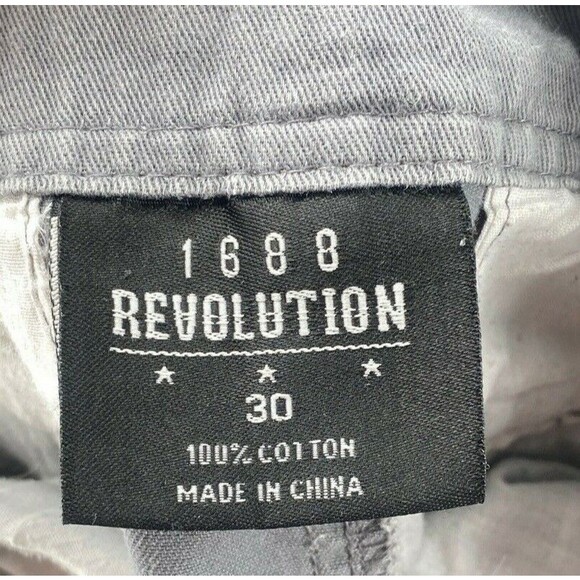 1688
REVOLUTION
30
100% COTTON
MADE IN CHINA